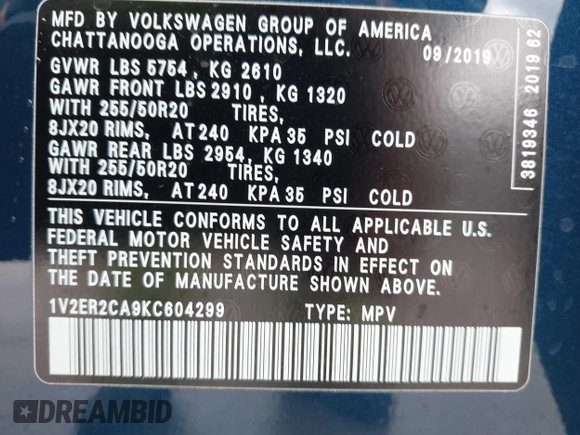 MFD BY VOLKSWAGEN GROUP OF AMERICA
CHATTANOOGA OPERATIONS, LLC. 09/2019
GVWR LBS 5754 , KG 2610
GAWR FRONT LBS 2910 , KG 1320
WITH 255/50R20 TIRES,
8JX20 RIMS, AT 240 KPA 35 PSI COLD
GAWR REAR LBS 2954, KG 1340
WITH 255/50R20 TIRES,
8JX20 RIMS, AT 240 KPA 35 PSI COLD
THIS VEHICLE CONFORMS TO ALL APPLICABLE U.S.
FEDERAL MOTOR VEHICLE SAFETY AND
THEFT PREVENTION STANDARDS IN EFFECT ON
THE DATE OF MANUFACTURE SHOWN ABOVE.
1V2ER2CA9KC604299 TYPE: MPV
3819346 2019 62
DREAMBID